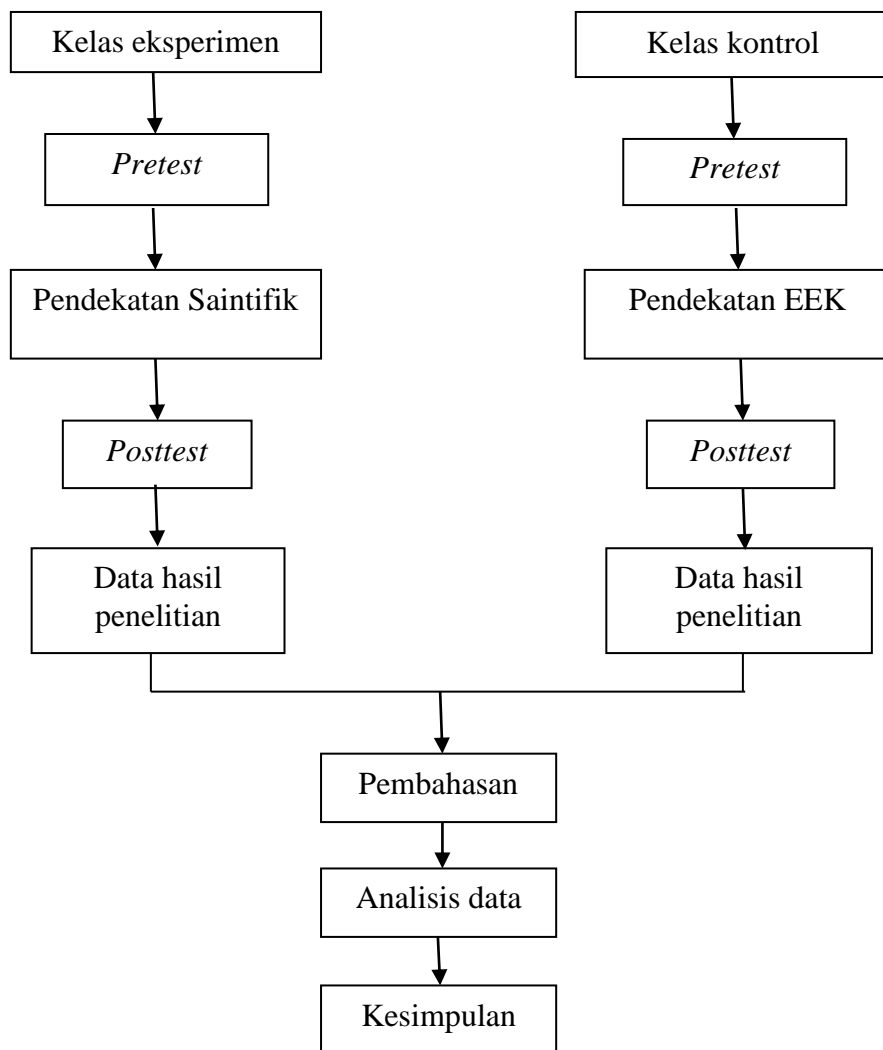 Kelas eksperimen
Kelas kontrol
Pretest
Pretest
Pendekatan Saintifik
Pendekatan EEK
Posttest
Posttest
Data hasil
penelitian
Data hasil
penelitian
Pembahasan
Analisis data
Kesimpulan